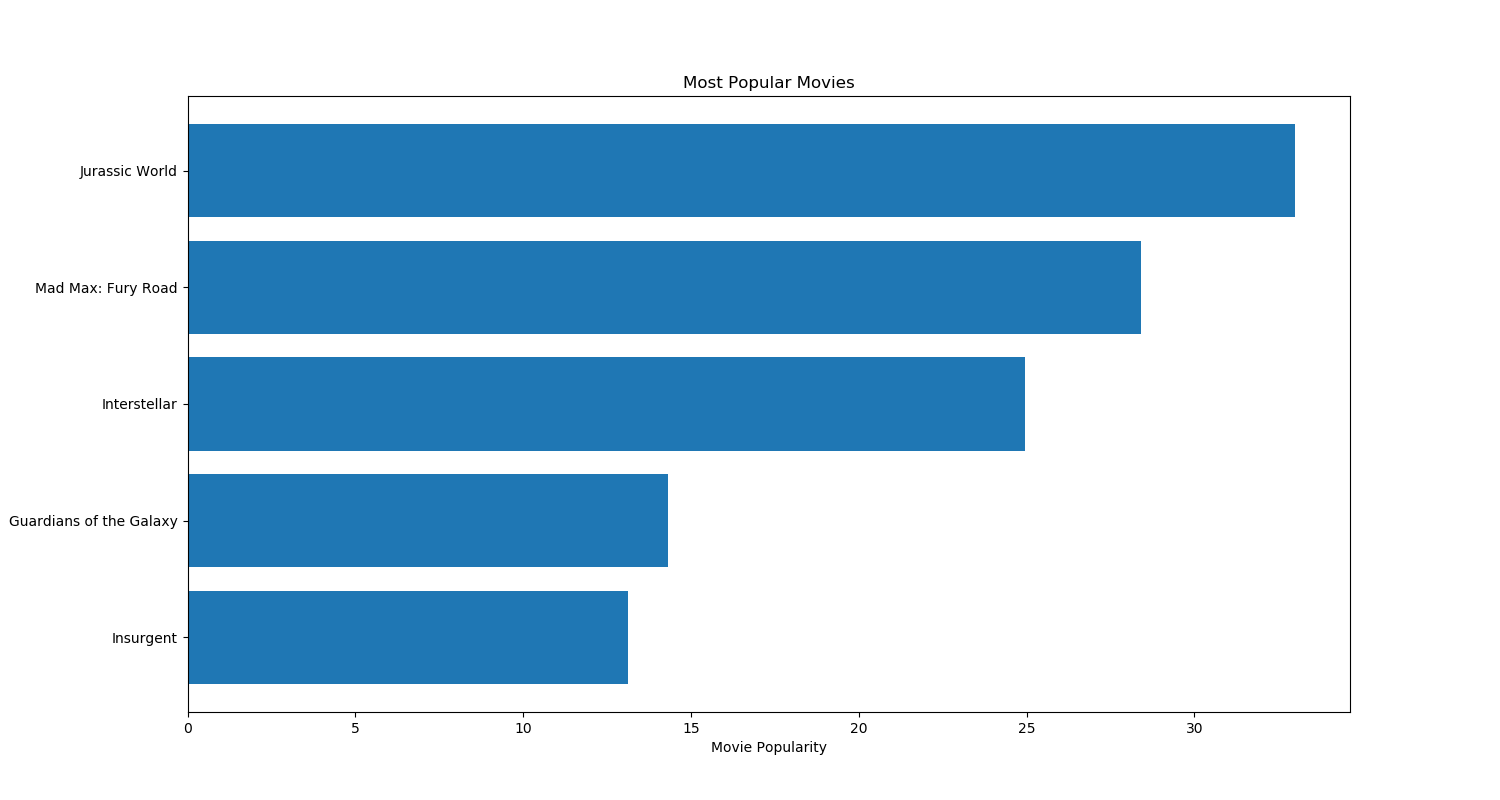 Most Popular Movies
Jurassic World
Mad Max: Fury Road
Interstellar
Guardians of the Galaxy
Insurgent
0 5 10 15 20 25 30
Movie Popularity